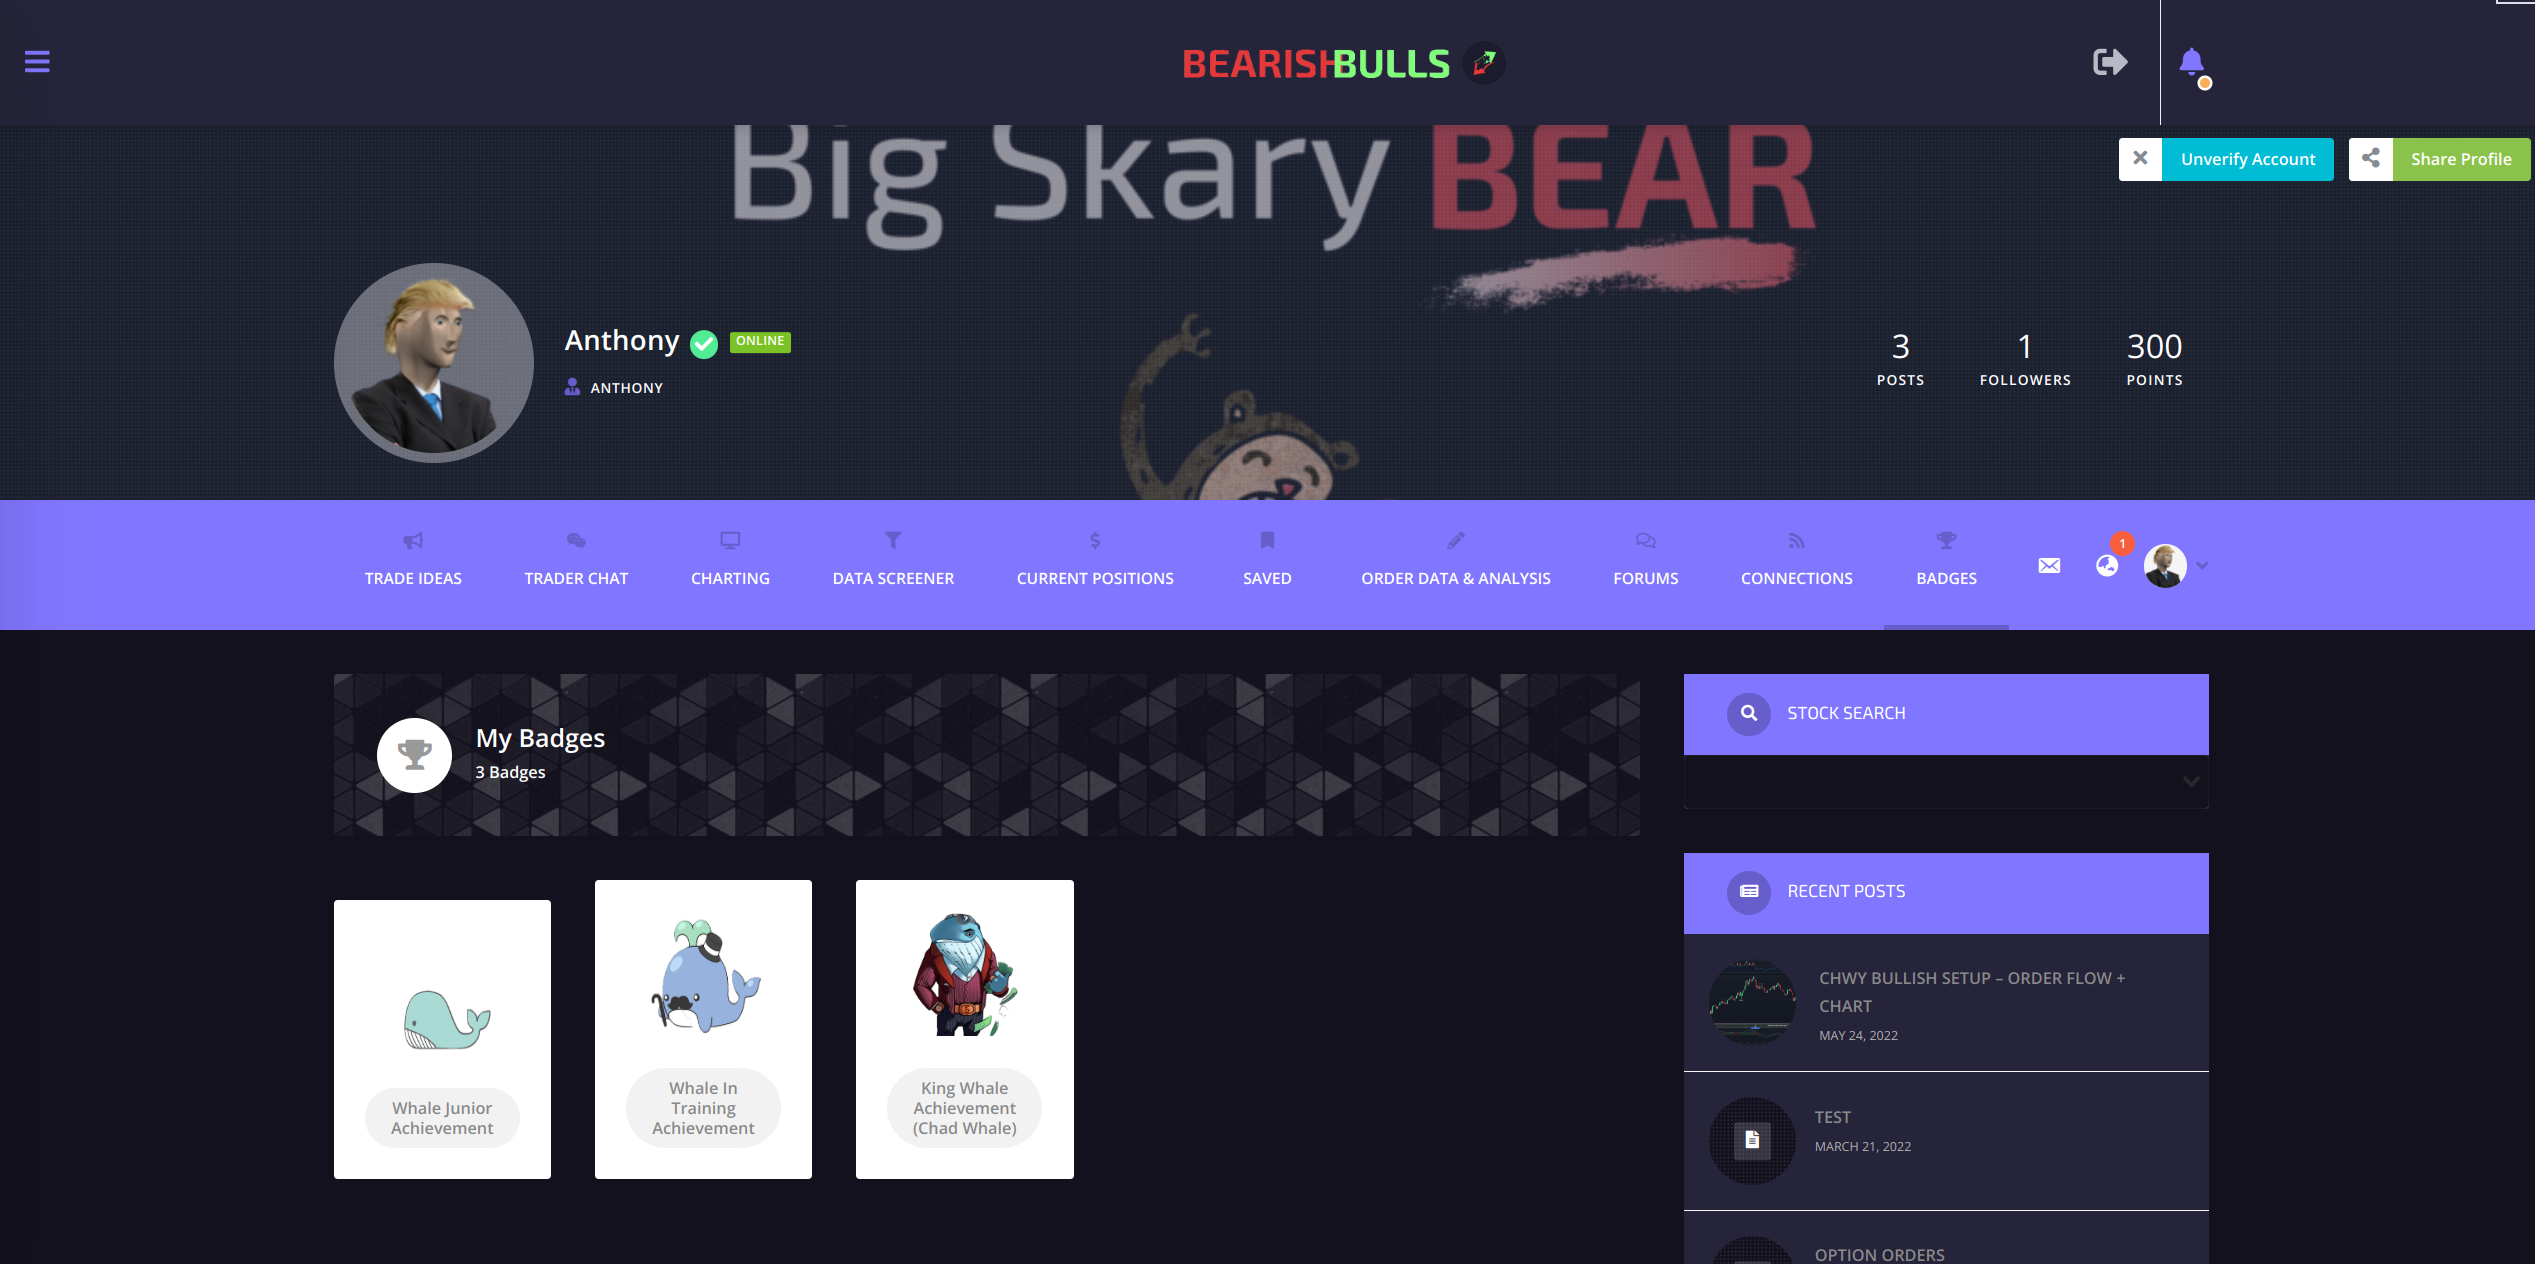 BEARISHBULLS
Big Skary BEAR
Unverify Account
Share Profile
Anthony
ONLINE
ANTHONY
3
POSTS
1
FOLLOWERS
300
POINTS
TRADE IDEAS
TRADER CHAT
CHARTING
DATA SCREENER
CURRENT POSITIONS
SAVED
ORDER DATA & ANALYSIS
FORUMS
CONNECTIONS
BADGES
1
My Badges
3 Badges
Whale Junior
Achievement
Whale In
Training
Achievement
King Whale
Achievement
(Chad Whale)
STOCK SEARCH
RECENT POSTS
CHWY BULLISH SETUP – ORDER FLOW +
CHART
MAY 24, 2022
TEST
MARCH 21, 2022
OPTION ORDERS